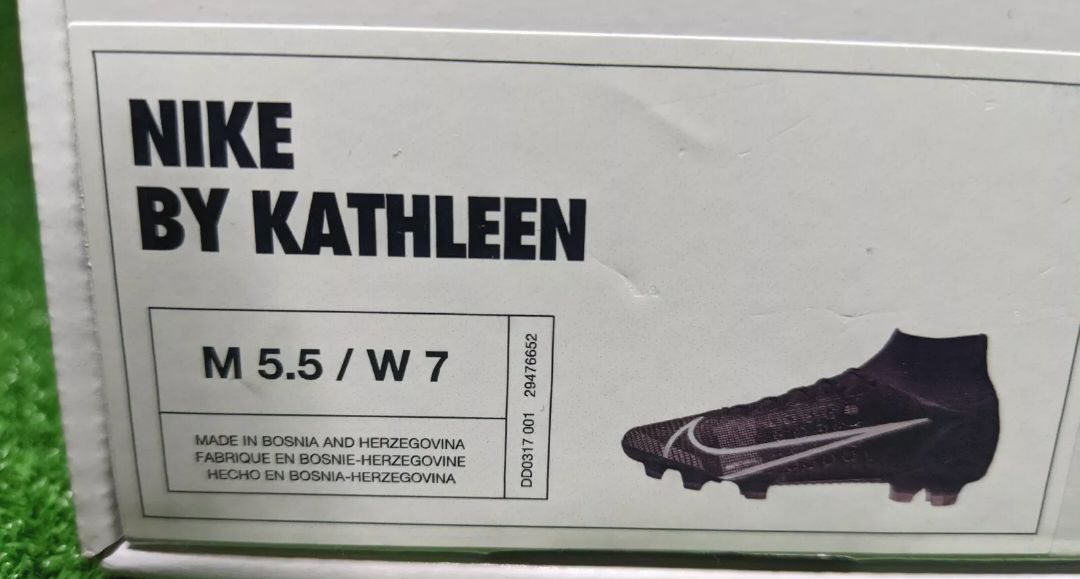 NIKE
BY KATHLEEN
M 5.5 / W 7
MADE IN BOSNIA AND HERZEGOVINA
FABRIQUE EN BOSNIE-HERZEGOVINE
HECHO EN BOSNIA-HERZEGOVINA
DD0317 001 29476652